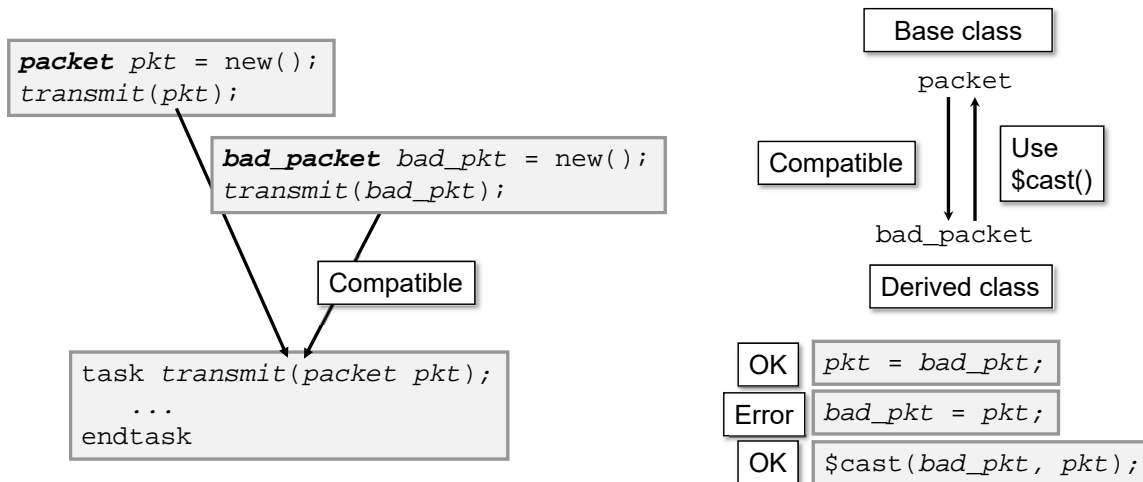 packet pkt = new();
transmit(pkt);
bad_packet bad_pkt = new();
transmit(bad_pkt);
Compatible
task transmit(packet pkt);
...
endtask
Base class
packet
Compatible
Use
$cast()
bad_packet
Derived class
OK
pkt = bad_pkt;
Error
bad_pkt = pkt;
OK
$cast(bad_pkt, pkt);